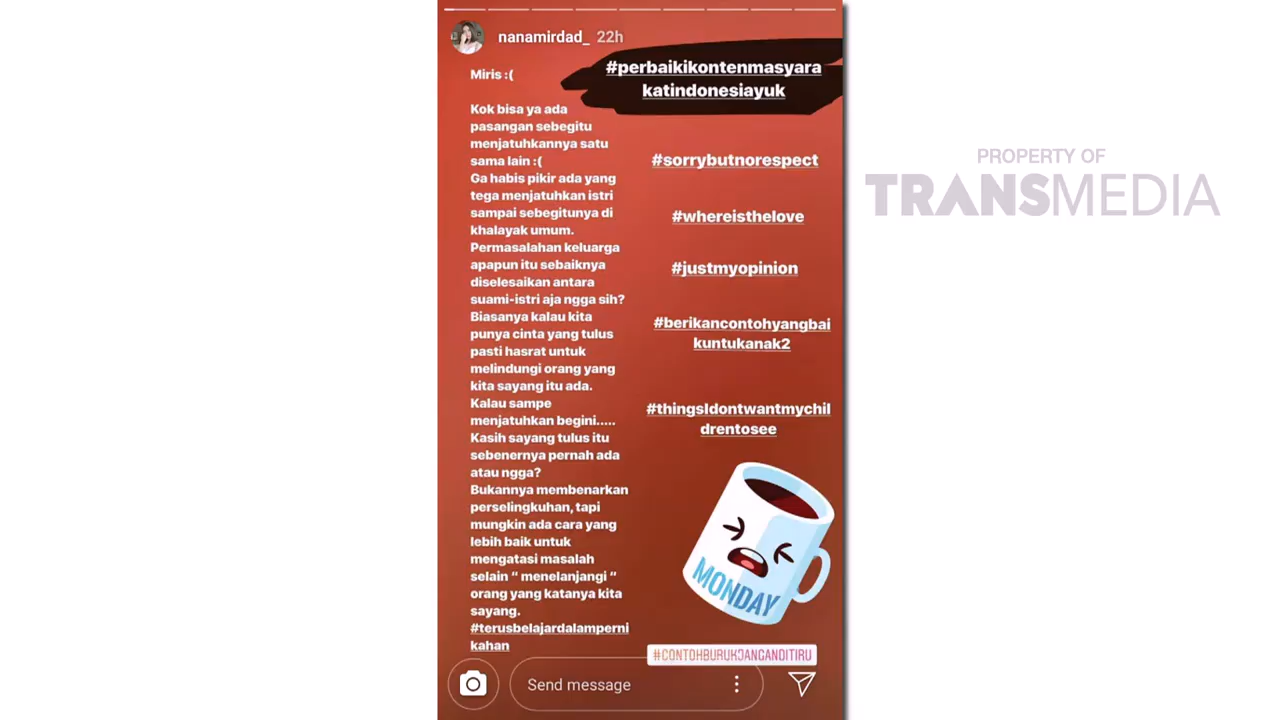 nanamirdad_ 22h
Miris :(
Kok bisa ya ada
pasangan sebegitu
menjatuhkannya satu
sama lain :(
Ga habis pikir ada yang
tega menjatuhkan istri
sampai sebegitunya di
khalayak umum.
Permasalahan keluarga
apapun itu sebaiknya
diselesaikan antara
suami-istri aja ngga sih?
Biasanya kalau kita
punya cinta yang tulus
pasti hasrat untuk
melindungi orang yang
kita sayang itu ada.
Kalau sampe
menjatuhkan begini.....
Kasih sayang tulus itu
sebenernya pernah ada
atau ngga?
Bukannya membenarkan
perselingkuhan, tapi
mungkin ada cara yang
lebih baik untuk
mengatasi masalah
selain “ menelanjangi “
orang yang katanya kita
sayang.
#terusbelajardalamperni
kahan
#perbaikikontenmasyara
katindonesiayuk
#sorrybutnorespect
#whereisthelove
#justmyopinion
#berikancontohyangbai
kuntukanak2
#thingsIdontwantmychil
drentosee
MONDAY
#CONTOHBURUKJANGANDITIRU
Send message
PROPERTY OF
TRANSMEDIA